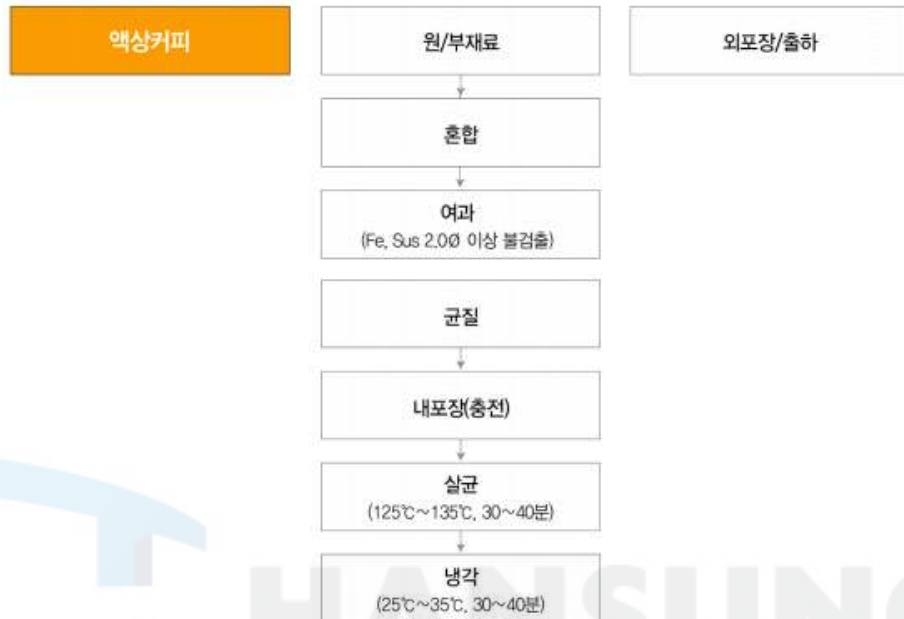 액상커피
원/부재료
외포장/출하
혼합
여과
(Fe, Sus 2.0Ø 이상 불검출)
균질
내포장(충전)
살균
(125℃~135℃, 30~40분)
냉각
(25℃~35℃, 30~40분)
HANSUNG